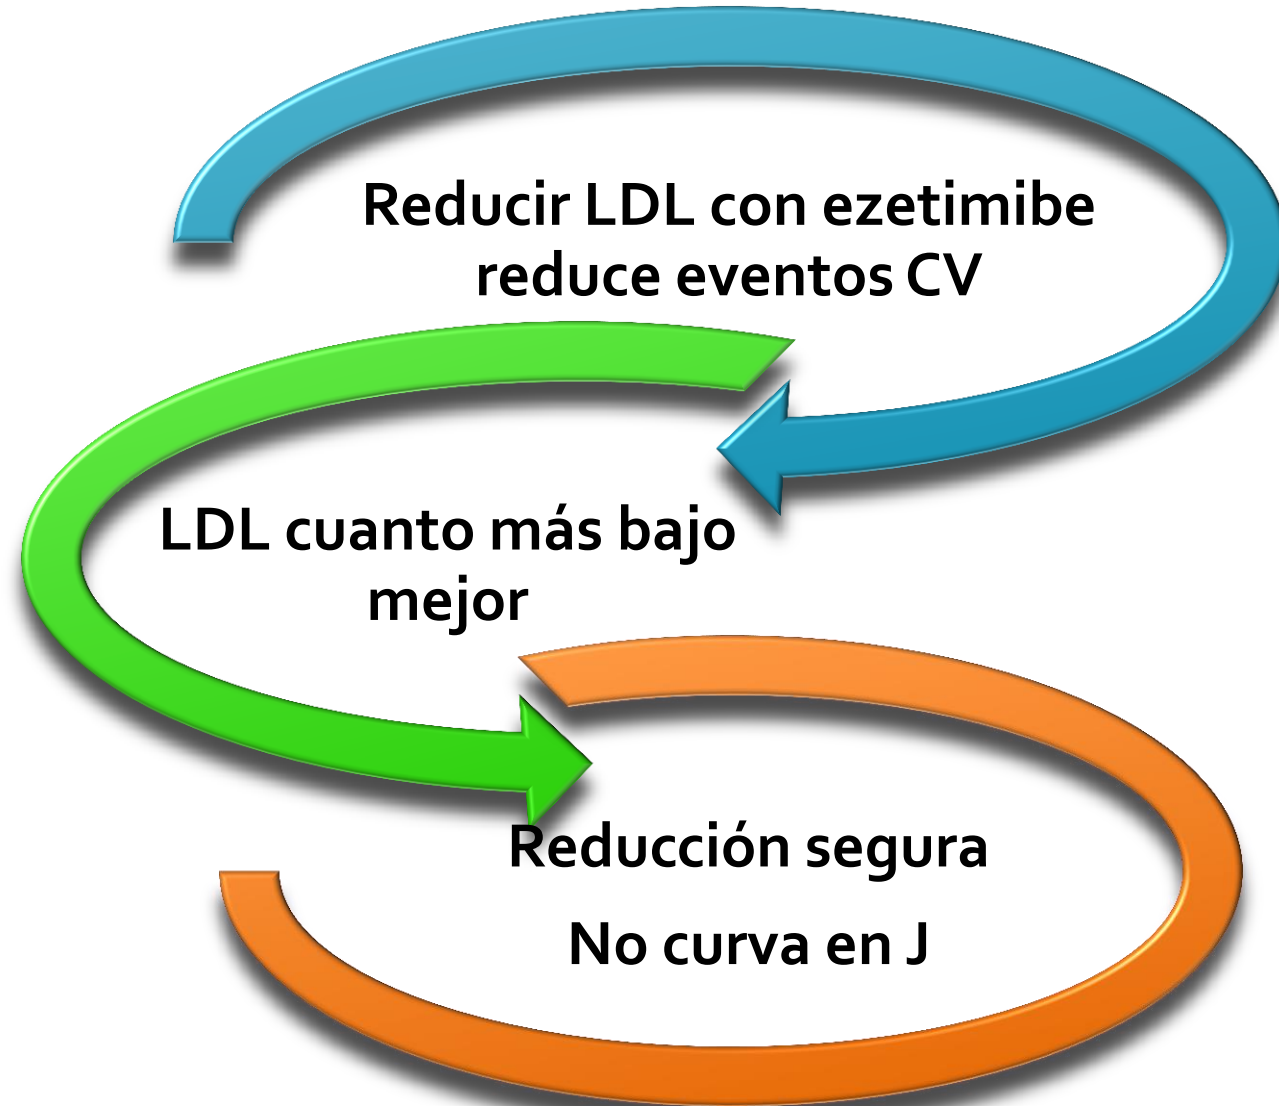 Reducir LDL con ezetimibe
reduce eventos CV
LDL cuanto más bajo
mejor
Reducción segura
No curva en J